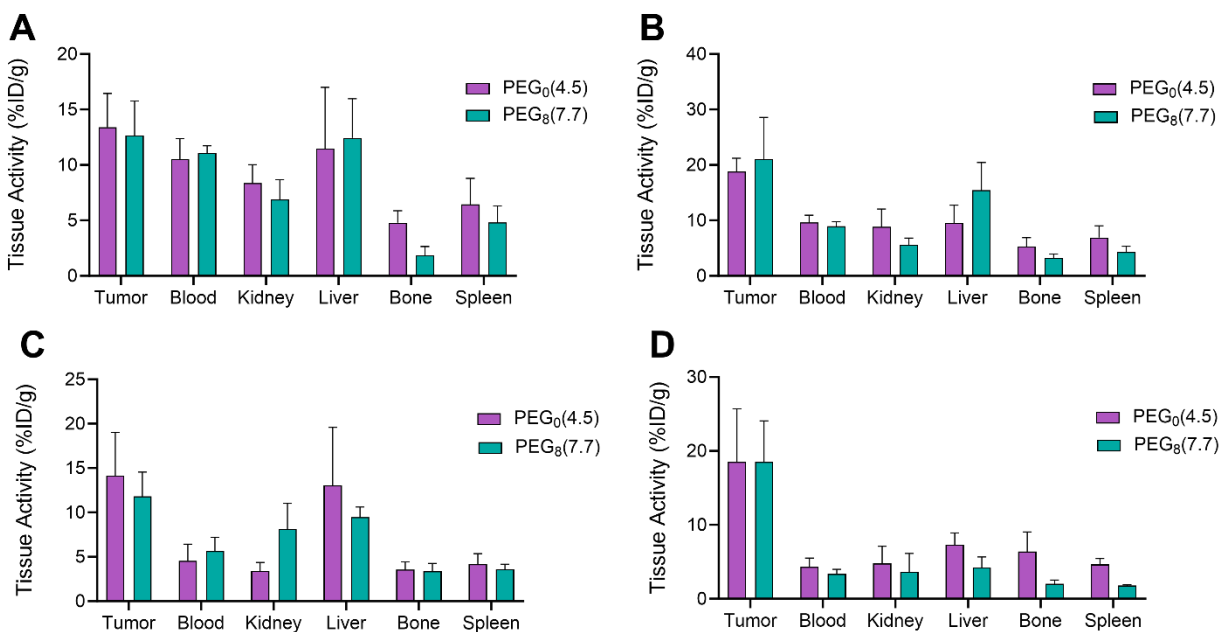 A
Tissue Activity (%ID/g)
20
15
10
5
0
PEG₀(4.5)
PEG₈(7.7)
Tumor Blood Kidney Liver Bone Spleen
B
Tissue Activity (%ID/g)
40
30
20
10
0
PEG₀(4.5)
PEG₈(7.7)
Tumor Blood Kidney Liver Bone Spleen
C
Tissue Activity (%ID/g)
25
20
15
10
5
0
PEG₀(4.5)
PEG₈(7.7)
Tumor Blood Kidney Liver Bone Spleen
D
Tissue Activity (%ID/g)
30
20
10
0
PEG₀(4.5)
PEG₈(7.7)
Tumor Blood Kidney Liver Bone Spleen